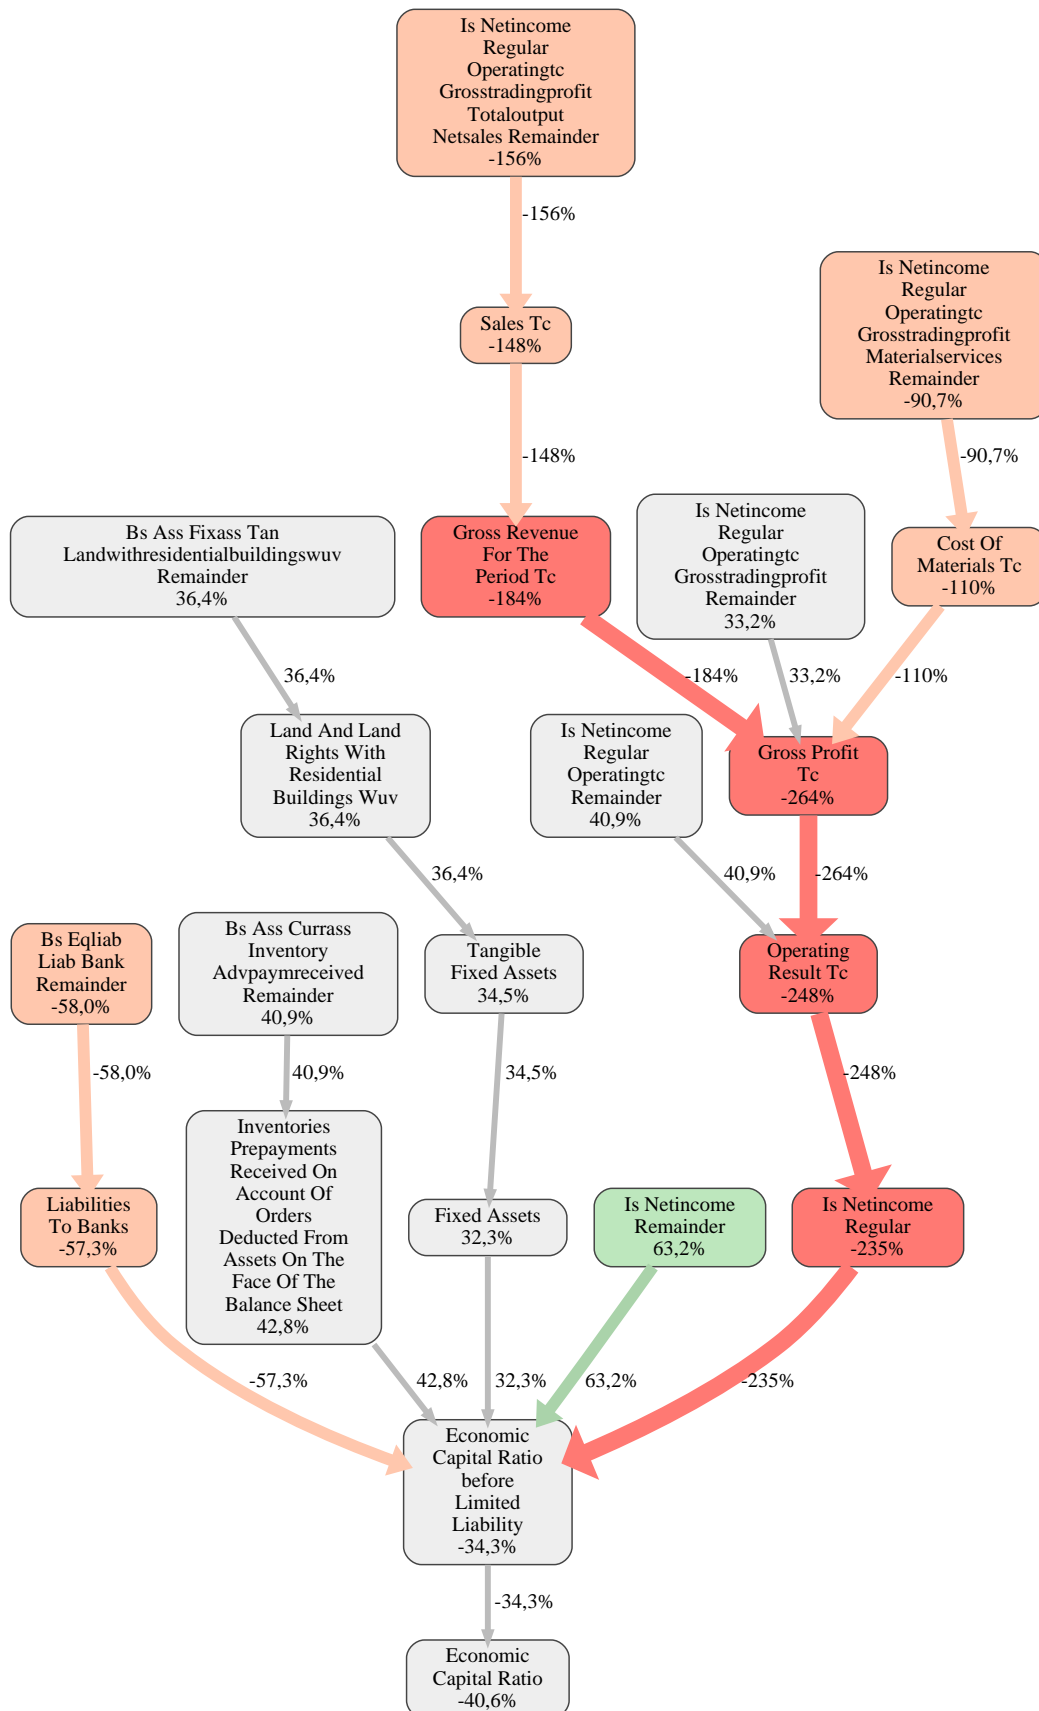 Is Netincome
Regular
Operatingtc
Grosstradingprofit
Totaloutput
Netsales Remainder
-156%
-156%
Sales Tc
-148%
Is Netincome
Regular
Operatingtc
Grosstradingprofit
Materialservices
Remainder
-90,7%
-148%
-90,7%
Bs Ass Fixass Tan
Landwithresidentialbuildingswuv
Remainder
36,4%
Gross Revenue
For The
Period Tc
-184%
Is Netincome
Regular
Operatingtc
Grosstradingprofit
Remainder
33,2%
Cost Of
Materials Tc
-110%
36,4%
-184%
33,2%
-110%
Land And Land
Rights With
Residential
Buildings Wuv
36,4%
Is Netincome
Regular
Operatingtc
Remainder
40,9%
Gross Profit
Tc
-264%
36,4%
40,9%
-264%
Bs Eqliab
Liab Bank
Remainder
-58,0%
Bs Ass Currass
Inventory
Advpaymreceived
Remainder
40,9%
Tangible
Fixed Assets
34,5%
Operating
Result Tc
-248%
-58,0%
40,9%
34,5%
-248%
Liabilities
To Banks
-57,3%
Inventories
Prepayments
Received On
Account Of
Orders
Deducted From
Assets On The
Face Of The
Balance Sheet
42,8%
Fixed Assets
32,3%
Is Netincome
Remainder
63,2%
Is Netincome
Regular
-235%
-57,3%
42,8%
32,3%
63,2%
-235%
Economic
Capital Ratio
before
Limited
Liability
-34,3%
-34,3%
Economic
Capital Ratio
-40,6%